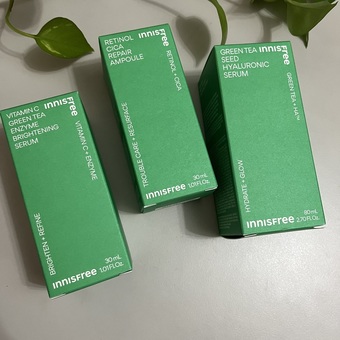 VITAMIN C
GREEN TEA
ENZYME
BRIGHTENING
SERUM
innisfree
VITAMIN C + ENZYME
BRIGHTEN + REFINE
30 mL
1.01 FL.Oz.
innisfree
RETINOL
CICA
REPAIR
AMPOULE
innisfree
RETINOL + CICA
TROUBLE CARE + RESURFACE
30 mL
1.01 FL.Oz.
innisfree
GREEN TEA
SEED
HYALURONIC
SERUM
innisfree
GREEN TEA + HA™
HYDRATE + GLOW
80 mL
2.70 FL.Oz.
innisfree